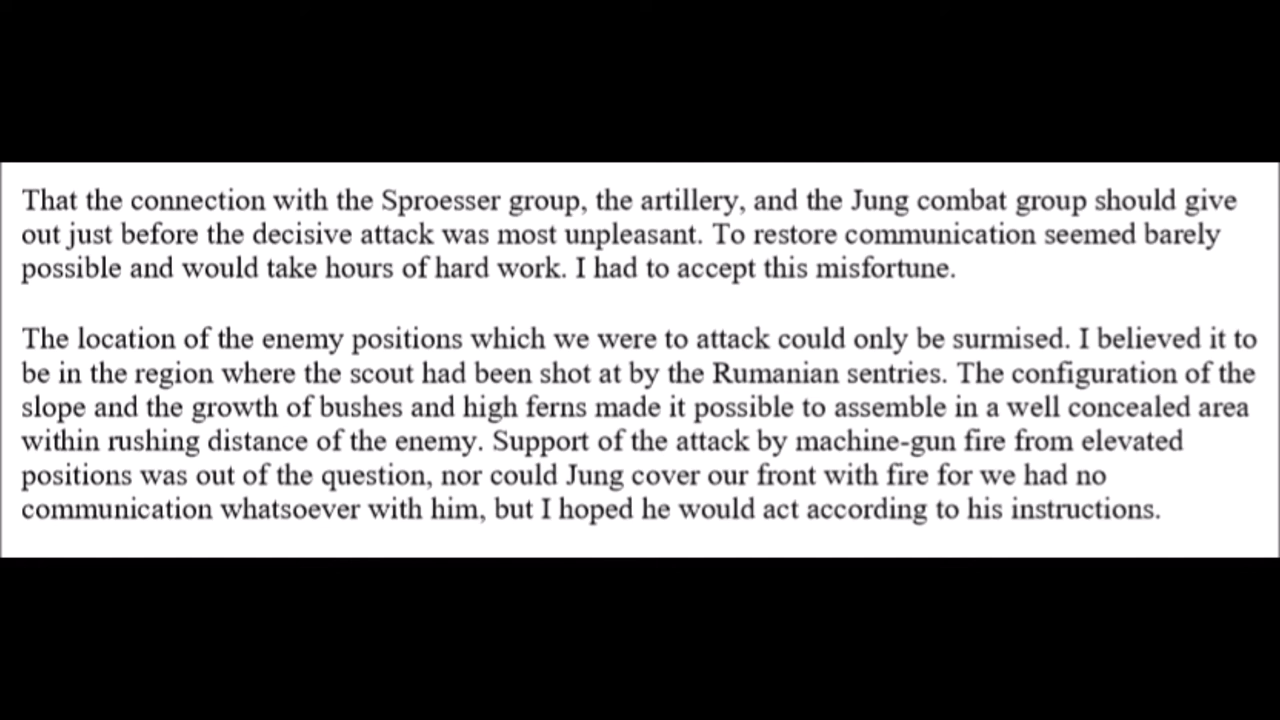 That the connection with the Sproesser group, the artillery, and the Jung combat group should give
out just before the decisive attack was most unpleasant. To restore communication seemed barely
possible and would take hours of hard work. I had to accept this misfortune.
The location of the enemy positions which we were to attack could only be surmised. I believed it to
be in the region where the scout had been shot at by the Rumanian sentries. The configuration of the
slope and the growth of bushes and high ferns made it possible to assemble in a well concealed area
within rushing distance of the enemy. Support of the attack by machine-gun fire from elevated
positions was out of the question, nor could Jung cover our front with fire for we had no
communication whatsoever with him, but I hoped he would act according to his instructions.